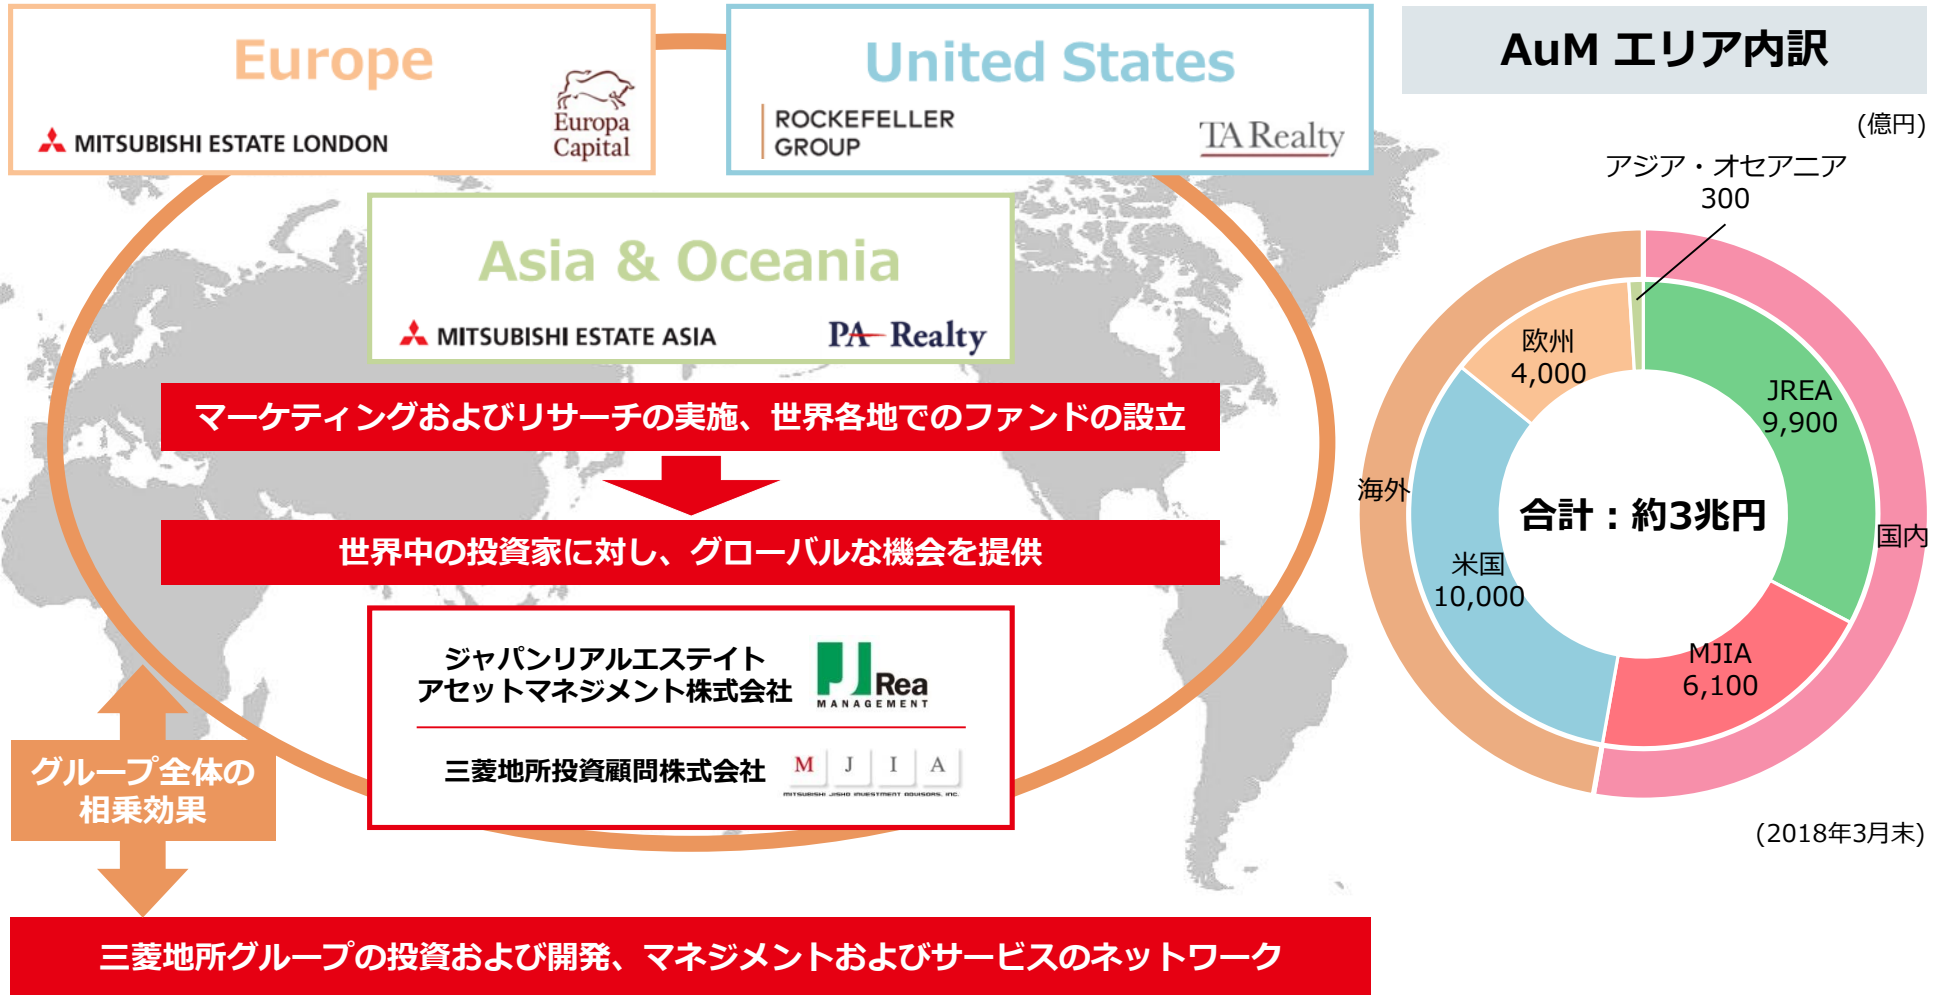 Europe
MITSUBISHI ESTATE LONDON
Europa
Capital
United States
ROCKEFELLER
GROUP
TA Realty
Asia & Oceania
MITSUBISHI ESTATE ASIA
PA Realty
マーケティングおよびリサーチの実施、世界各地でのファンドの設立
世界中の投資家に対し、グローバルな機会を提供
ジャパンリアルエステイト
アセットマネジメント株式会社
PJRea
MANAGEMENT
三菱地所投資顧問株式会社
M J I A
MITSUBISHI JISHO INVESTMENT ADVISORS, INC.
グループ全体の
相乗効果
三菱地所グループの投資および開発、マネジメントおよびサービスのネットワーク
AuM エリア内訳
(億円)
アジア・オセアニア
300
欧州
4,000
JREA
9,900
海外
合計：約3兆円
国内
米国
10,000
MJIA
6,100
(2018年3月末)